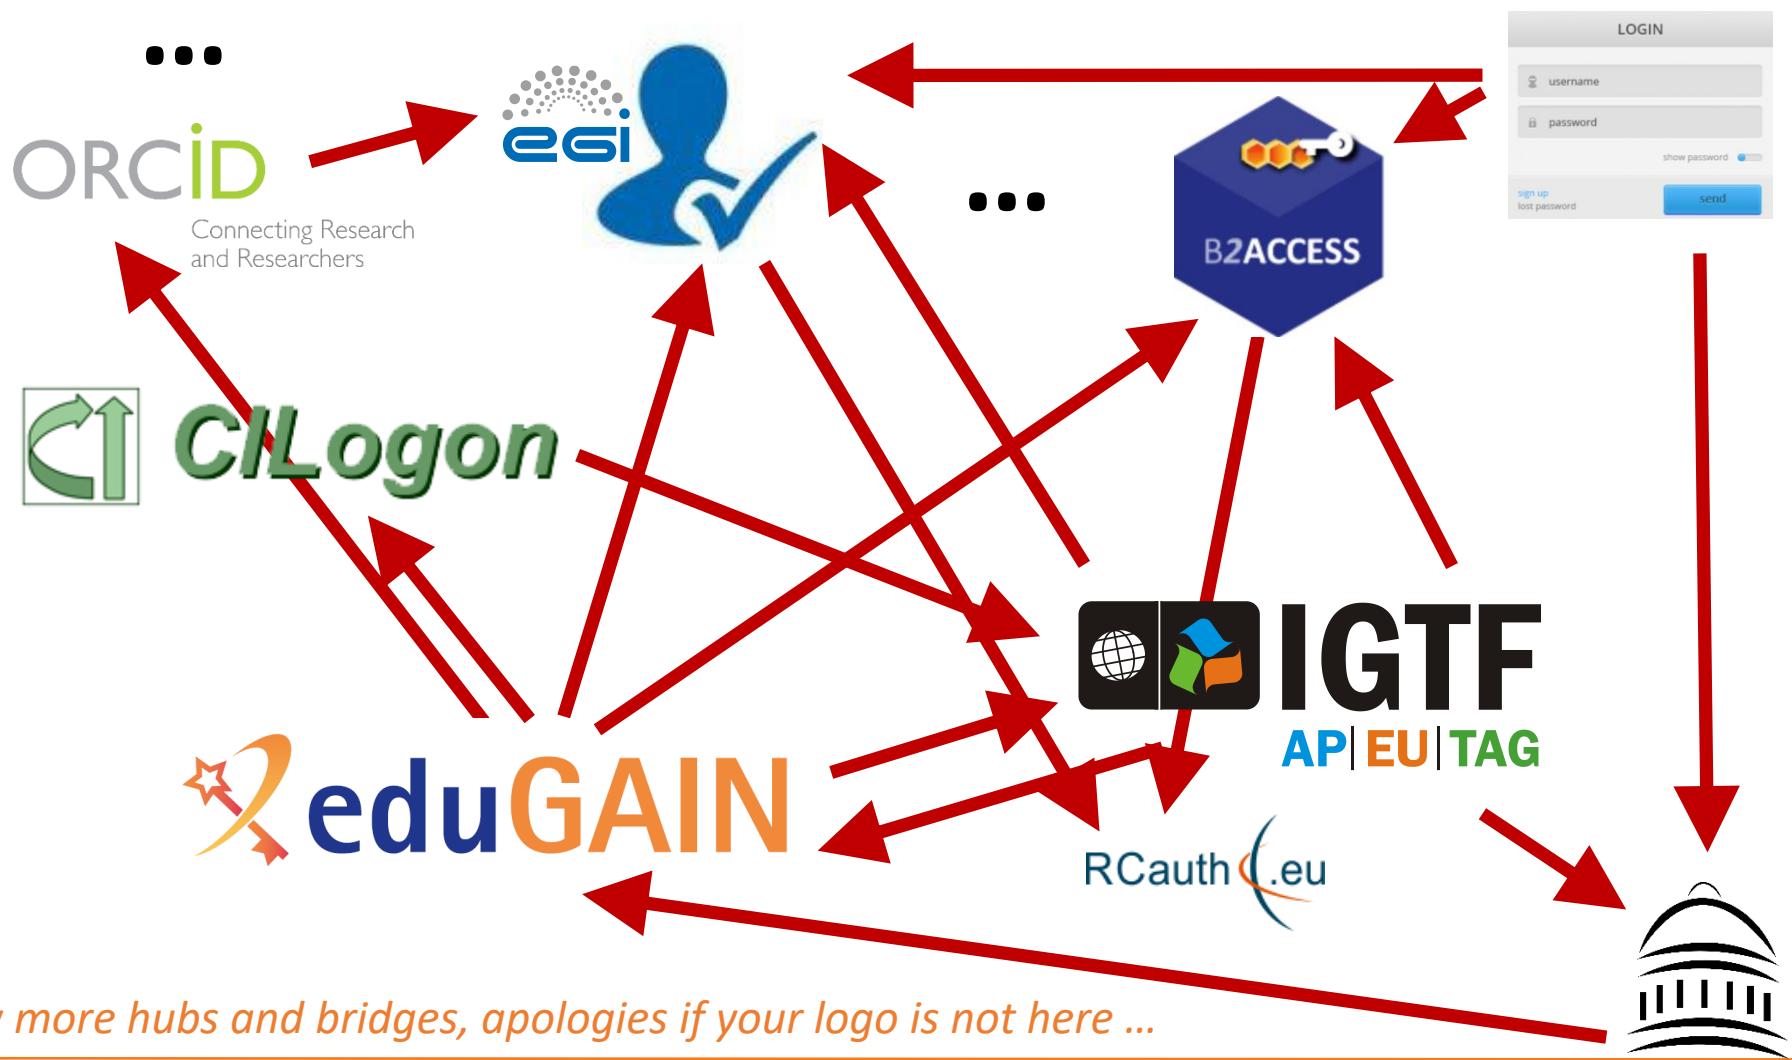 ...
ORCiD
Connecting Research
and Researchers
egi
...
B2ACCESS
LOGIN
username
password
show password
sign up
lost password
send
CILogon
IGTF
AP|EU|TAG
eduGAIN
RCauth.eu
more hubs and bridges, apologies if your logo is not here ...